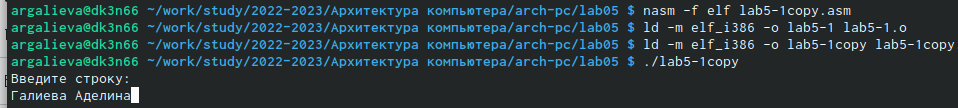 argalieva@dk3n66 ~/work/study/2022-2023/Архитектура компьютера/arch-pc/lab05 $ nasm -f elf lab5-1copy.asm
argalieva@dk3n66 ~/work/study/2022-2023/Архитектура компьютера/arch-pc/lab05 $ ld -m elf_i386 -o lab5-1 lab5-1.o
argalieva@dk3n66 ~/work/study/2022-2023/Архитектура компьютера/arch-pc/lab05 $ ld -m elf_i386 -o lab5-1copy lab5-1copy
argalieva@dk3n66 ~/work/study/2022-2023/Архитектура компьютера/arch-pc/lab05 $ ./lab5-1copy
Введите строку:
Галиева Аделина